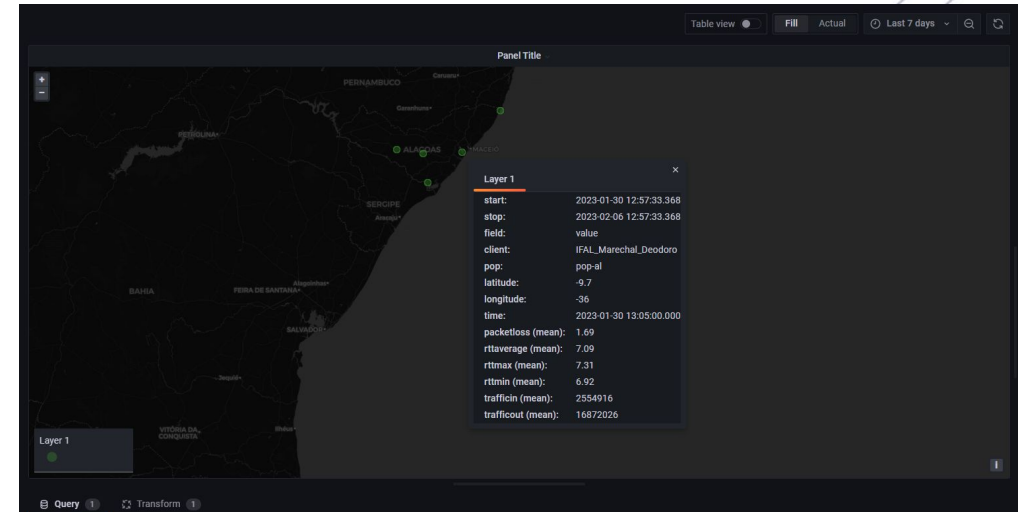 Table view
Fill
Actual
Last 7 days
Panel Title
+
-
PERNAMBUCO
Caruaru
Garanhuns
PETROLINA
ALAGOAS
MACEIÓ
Layer 1
×
start: 2023-01-30 12:57:33.368
stop: 2023-02-06 12:57:33.368
field: value
client: IFAL_Marechal_Deodoro
pop: pop-al
latitude: -9.7
longitude: -36
time: 2023-01-30 13:05:00.000
packetloss (mean): 1.69
rttaverage (mean): 7.09
rttmax (mean): 7.31
rttmin (mean): 6.92
trafficin (mean): 2554916
trafficout (mean): 16872026
SERGIPE
Aracaju
Alagoinhas
BAHIA
FEIRA DE SANTANA
SALVADOR
VITÓRIA DA
CONQUISTA
Ilhéus
Layer 1
i
Query 1
Transform 1